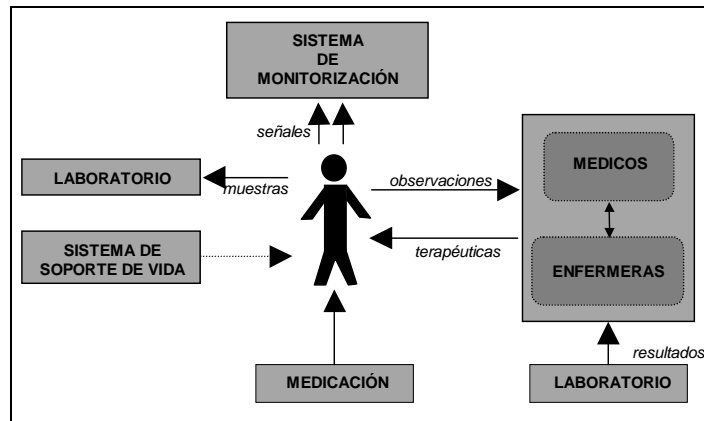 SISTEMA
DE
MONITORIZACIÓN
señales
LABORATORIO
muestras
observaciones
MEDICOS
SISTEMA DE
SOPORTE DE VIDA
terapéuticas
ENFERMERAS
MEDICACIÓN
resultados
LABORATORIO